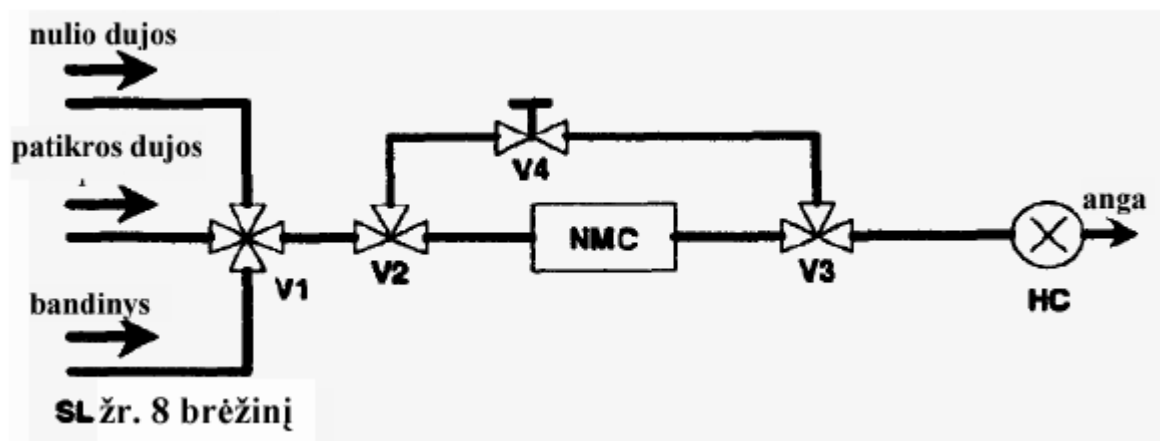 nulio dujos
patikros dujos
V4
anga
NMC
V1
V2
V3
HC
bandinys
SL žr. 8 brėžinį